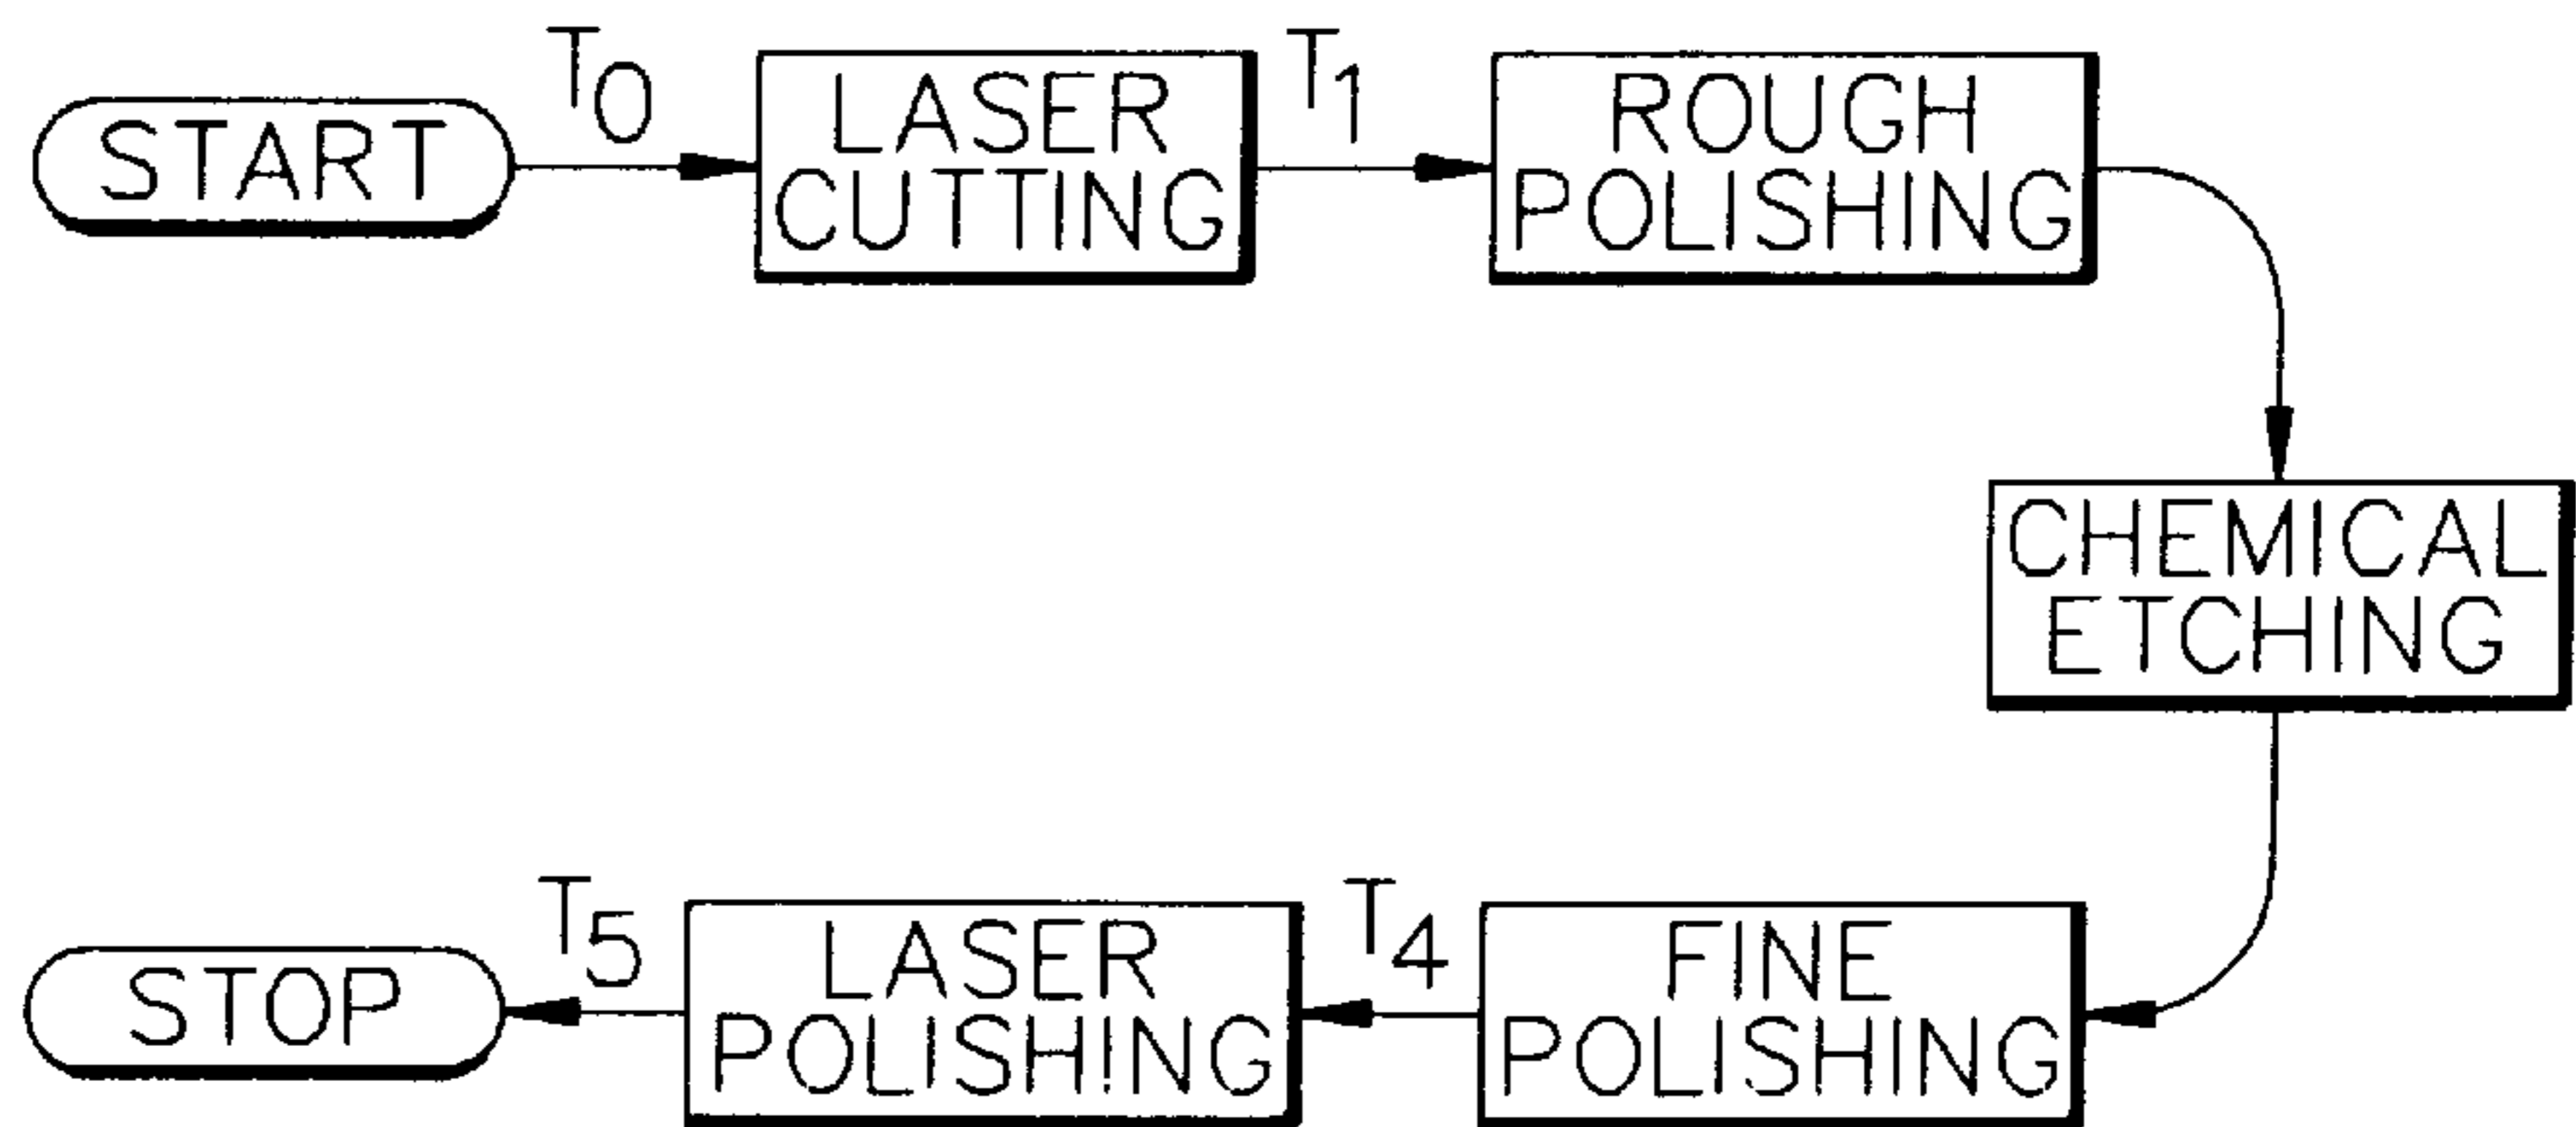 START
T0
LASER
CUTTING
T1
ROUGH
POLISHING
CHEMICAL
ETCHING
FINE
POLISHING
T4
LASER
POLISHING
T5
STOP